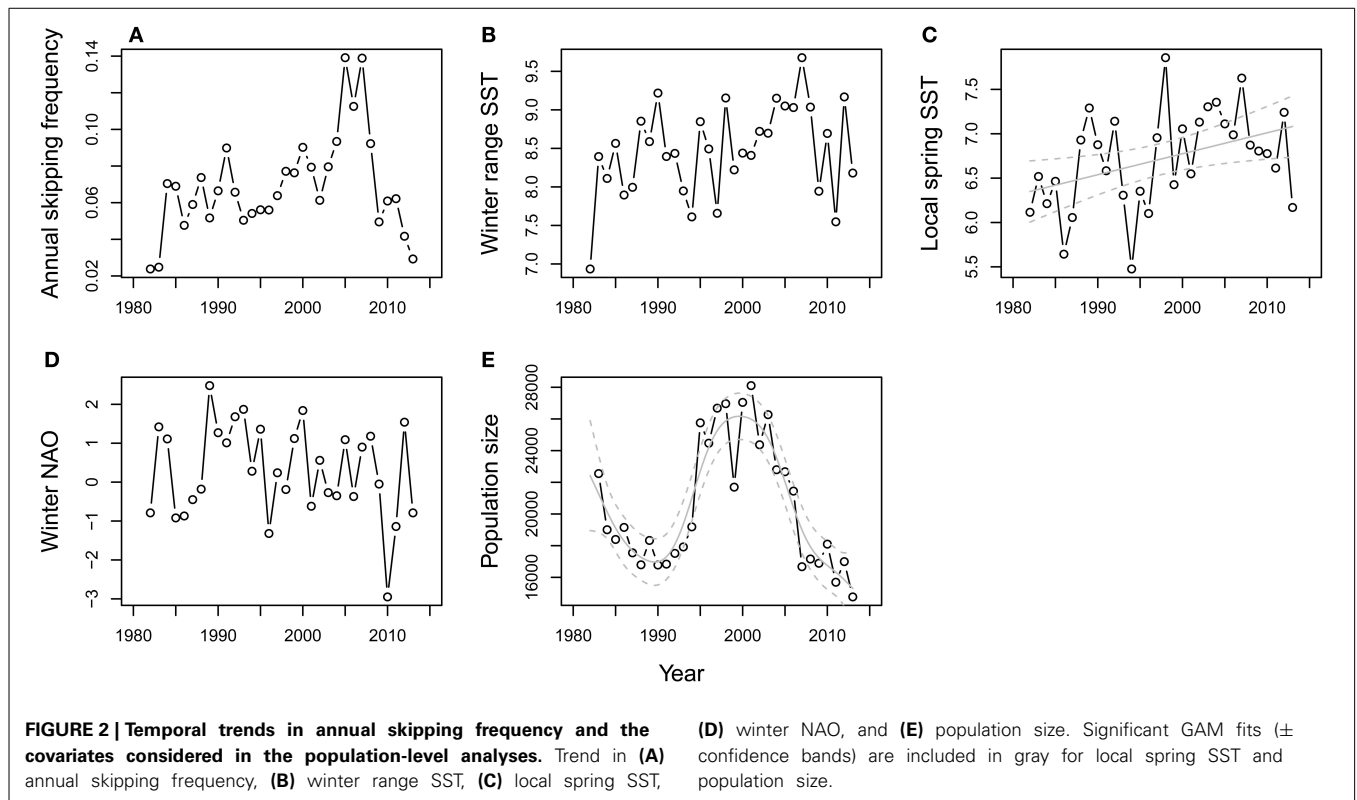 A
Annual skipping frequency
0.14
0.10
0.06
0.02
1980 1990 2000 2010
B
Winter range SST
9.5
9.0
8.5
8.0
7.5
7.0
1980 1990 2000 2010
C
Local spring SST
7.5
7.0
6.5
6.0
5.5
1980 1990 2000 2010
D
Winter NAO
2
1
0
-1
-2
-3
1980 1990 2000 2010
E
Population size
28000
24000
20000
16000
1980 1990 2000 2010
Year
FIGURE 2 | Temporal trends in annual skipping frequency and the
covariates considered in the population-level analyses. Trend in (A)
annual skipping frequency, (B) winter range SST, (C) local spring SST,
(D) winter NAO, and (E) population size. Significant GAM fits (±
confidence bands) are included in gray for local spring SST and
population size.